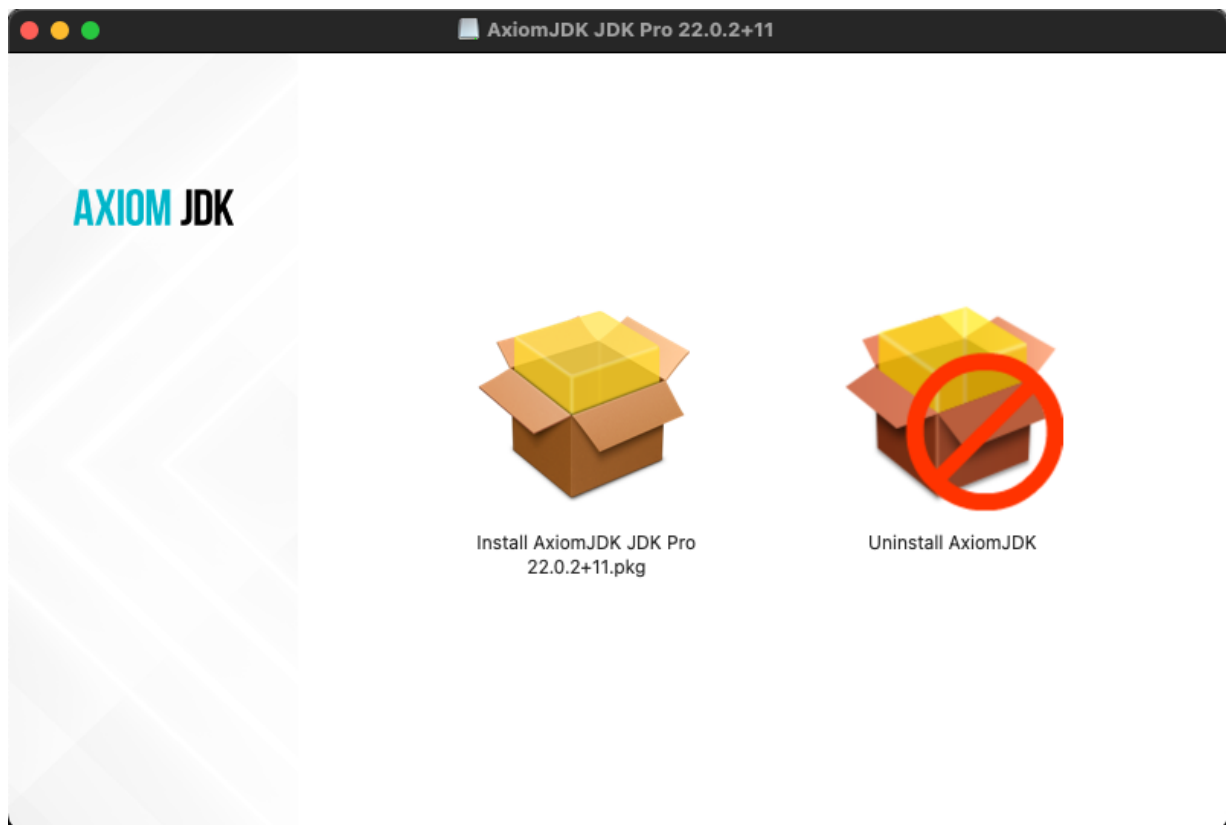 AxiomJDK JDK Pro 22.0.2+11
AXIOM JDK
Install AxiomJDK JDK Pro
22.0.2+11.pkg
Uninstall AxiomJDK